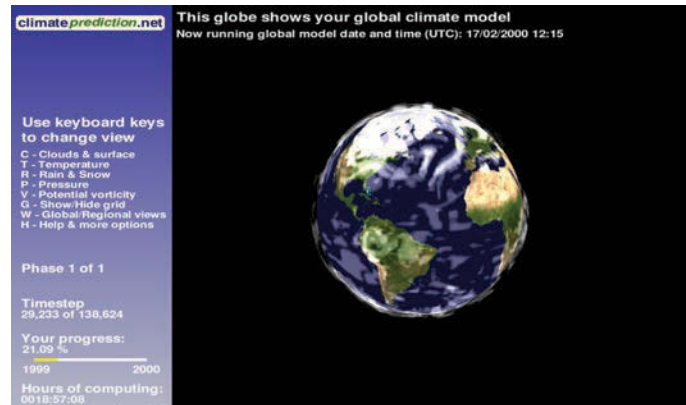 climateprediction.net
This globe shows your global climate model
Now running global model date and time (UTC): 17/02/2000 12:15
Use keyboard keys
to change view
C - Clouds & surface
T - Temperature
R - Rain & Snow
P - Pressure
V - Potential vorticity
G - Show/Hide grid
W - Global/Regional views
H - Help & more options
Phase 1 of 1
Timestep
29,233 of 138,624
Your progress:
21.09 %
1999 2000
Hours of computing:
0018:57:08